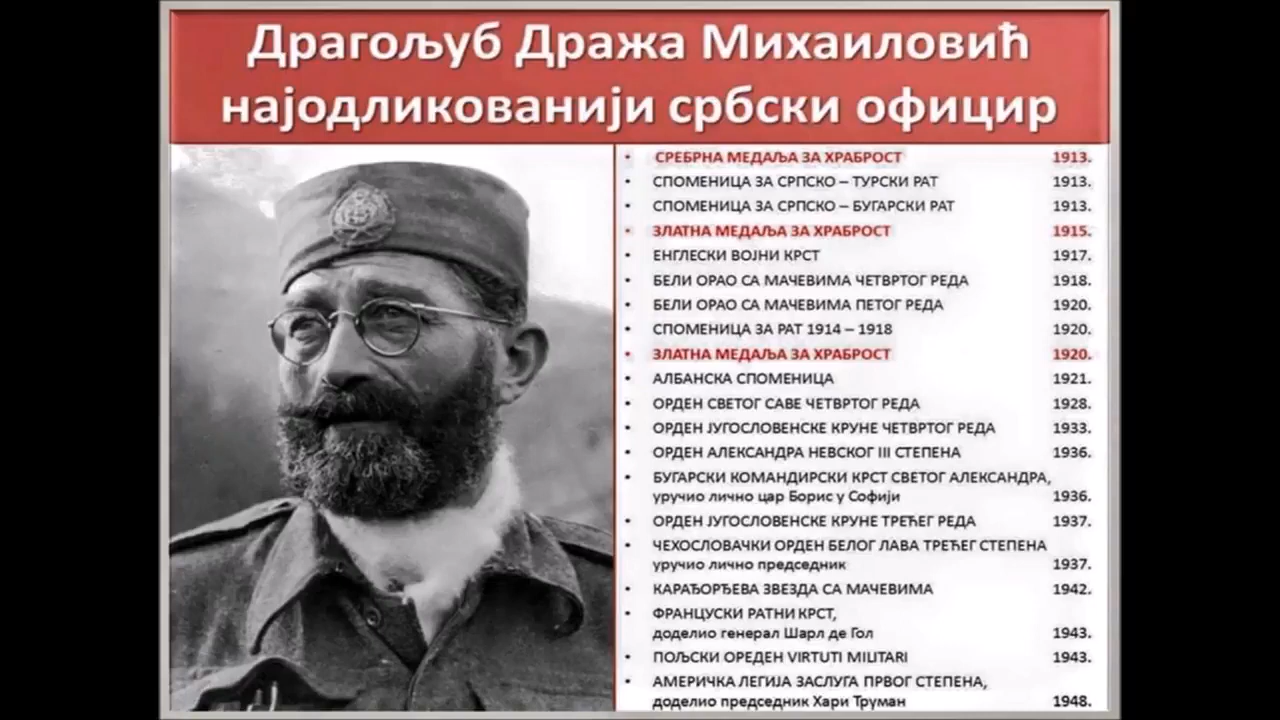 Драгољуб Дража Михаиловић
најодликованији србски официр
• СРЕБРНА МЕДАЉА ЗА ХРАБРОСТ 1913.
• СПОМЕНИЦА ЗА СРПСКО – ТУРСКИ РАТ 1913.
• СПОМЕНИЦА ЗА СРПСКО – БУГАРСКИ РАТ 1913.
• ЗЛАТНА МЕДАЉА ЗА ХРАБРОСТ 1915.
• ЕНГЛЕСКИ ВОЈНИ КРСТ 1917.
• БЕЛИ ОРАО СА МАЧЕВИМА ЧЕТВРТОГ РЕДА 1918.
• БЕЛИ ОРАО СА МАЧЕВИМА ПЕТОГ РЕДА 1920.
• СПОМЕНИЦА ЗА РАТ 1914 – 1918 1920.
• ЗЛАТНА МЕДАЉА ЗА ХРАБРОСТ 1920.
• АЛБАНСКА СПОМЕНИЦА 1921.
• ОРДЕН СВЕТОГ САВЕ ЧЕТВРТОГ РЕДА 1928.
• ОРДЕН ЈУГОСЛОВЕНСКЕ КРУНЕ ЧЕТВРТОГ РЕДА 1933.
• ОРДЕН АЛЕКСАНДРА НЕВСКОГ III СТЕПЕНА 1936.
• БУГАРСКИ КОМАНДИРСКИ КРСТ СВЕТОГ АЛЕКСАНДРА,
уручио лично цар Борис у Софији 1936.
• ОРДЕН ЈУГОСЛОВЕНСКЕ КРУНЕ ТРЕЋЕГ РЕДА 1937.
• ЧЕХОСЛОВАЧКИ ОРДЕН БЕЛОГ ЛАВА ТРЕЋЕГ СТЕПЕНА
уручио лично председник 1937.
• КАРАЂОРЂЕВА ЗВЕЗДА СА МАЧЕВИМА 1942.
• ФРАНЦУСКИ РАТНИ КРСТ,
доделио генерал Шарл де Гол 1943.
• ПОЉСКИ ОРЕДЕН VIRTUTI MILITARI 1943.
• АМЕРИЧКА ЛЕГИЈА ЗАСЛУГА ПРВОГ СТЕПЕНА,
доделио председник Хари Труман 1948.